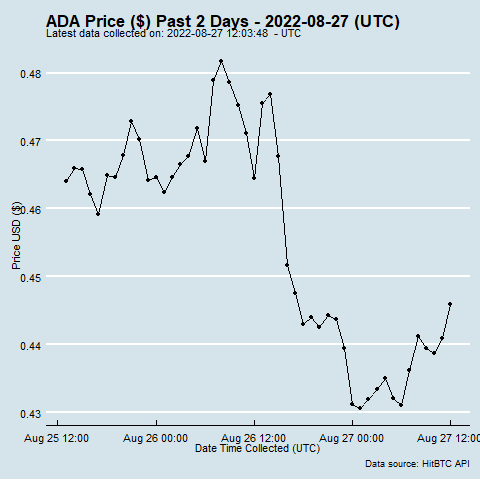 ADA Price ($) Past 2 Days - 2022-08-27 (UTC)
Latest data collected on: 2022-08-27 12:03:48 - UTC
0.48
0.47
0.46
0.45
0.44
0.43
Price USD ($)
Aug 25 12:00
Aug 26 00:00
Aug 26 12:00
Aug 27 00:00
Aug 27 12:00
Date Time Collected (UTC)
Data source: HitBTC API